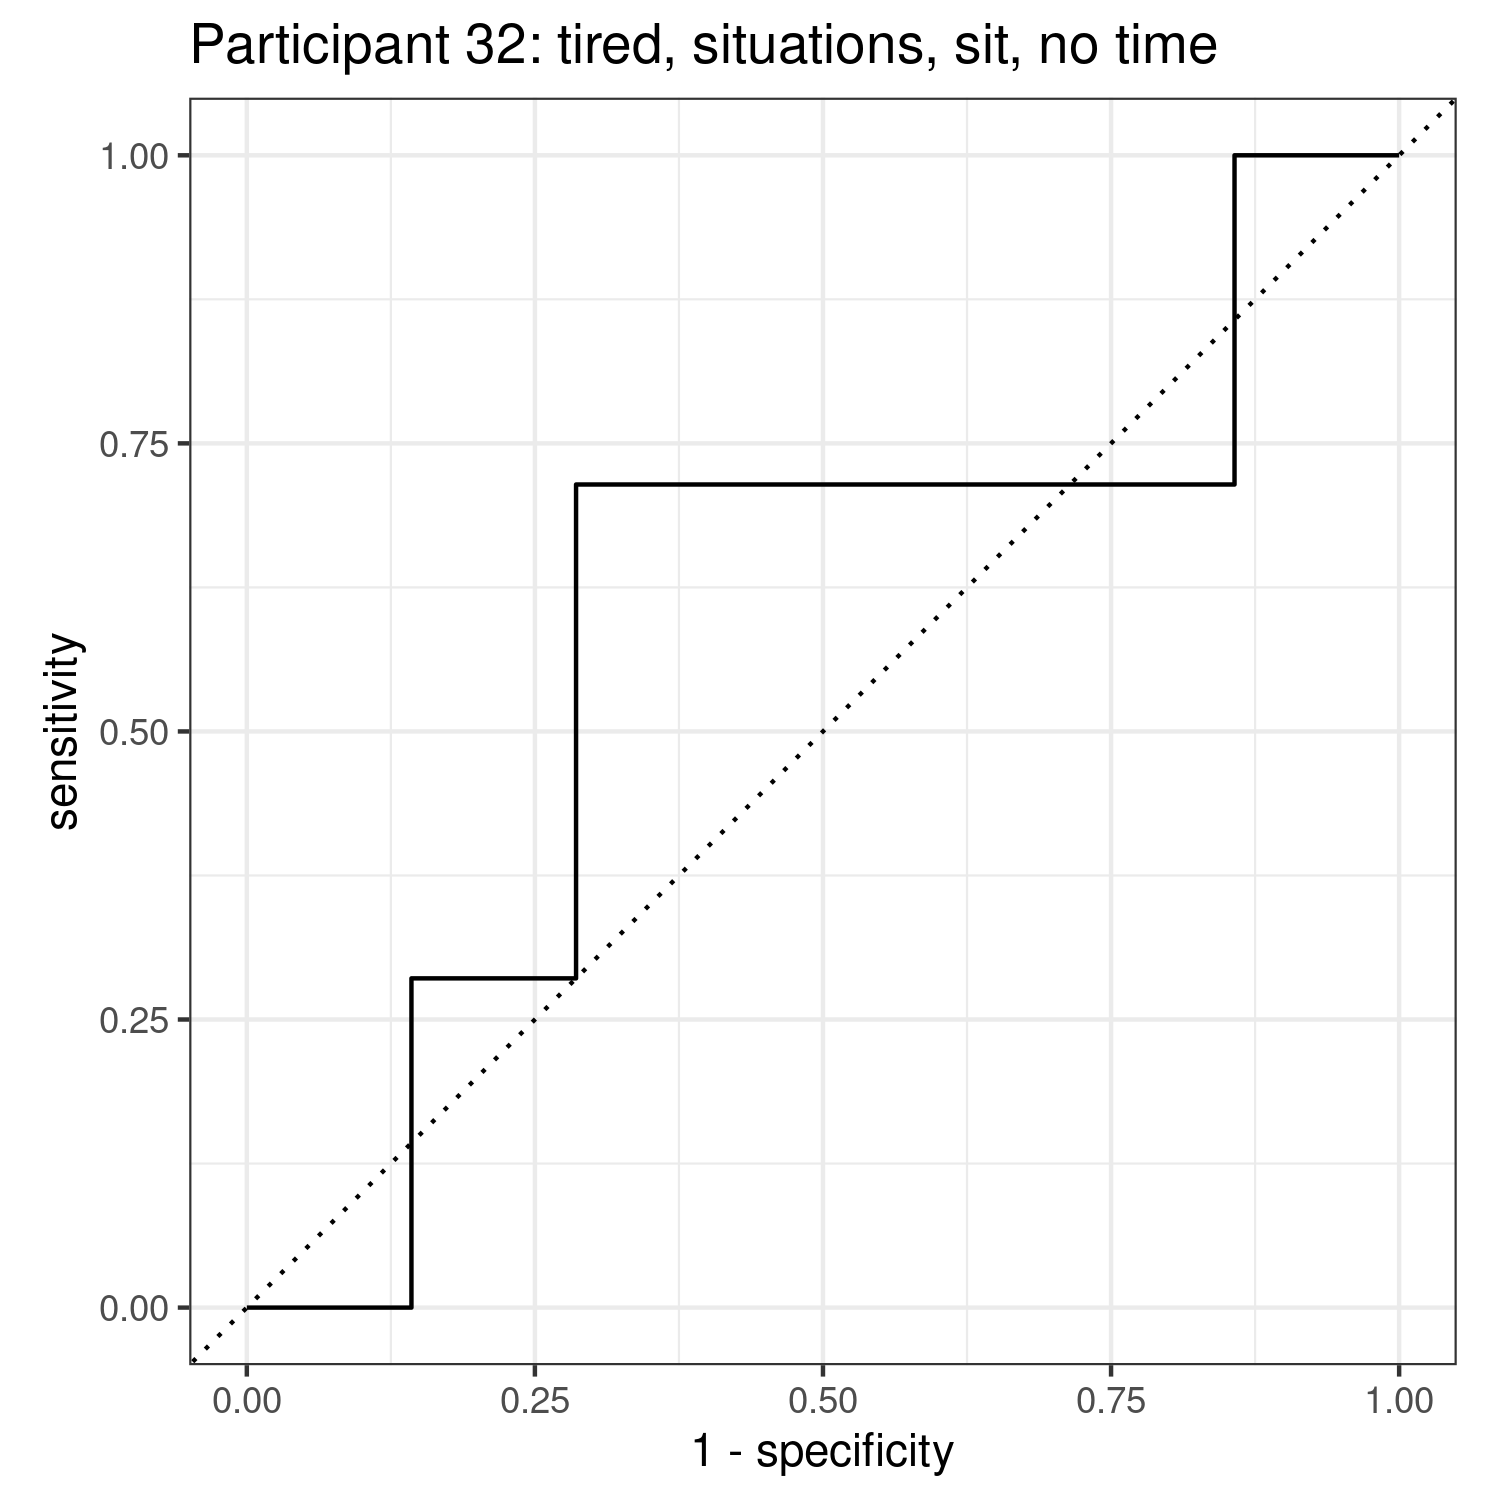 Participant 32: tired, situations, sit, no time
sensitivity
1.00
0.75
0.50
0.25
0.00
0.00 0.25 0.50 0.75 1.00
1 - specificity